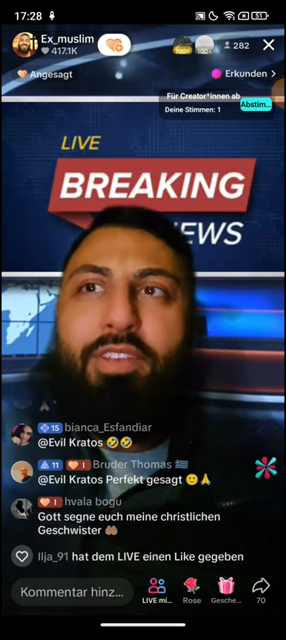 17:28
51
Ex_muslim
417.1K
282
Angesagt
Erkunden >
Für Creator*innen ab
Deine Stimmen: 1
Abstim...
LIVE
BREAKING
NEWS
15 bianca_Esfandiar
@Evil Kratos 🤣🤣
11 I Bruder Thomas 🇬🇷
@Evil Kratos Perfekt gesagt 🙂🙏
I hvala bogu
Gott segne euch meine christlichen
Geschwister 🤲🏽
Ilja_91 hat dem LIVE einen Like gegeben
Kommentar hinz...
LIVE mi...
Rose
Gesche...
70